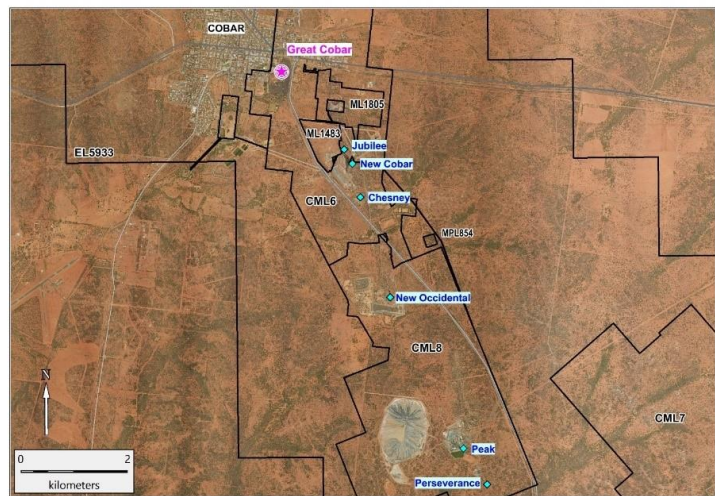 COBAR
Great Cobar
ML1805
ML1483
Jubilee
EL5933
New Cobar
CML6
Chesney
MPL854
New Occidental
CML8
CML7
N
0 2
kilometers
Peak
Perseverance